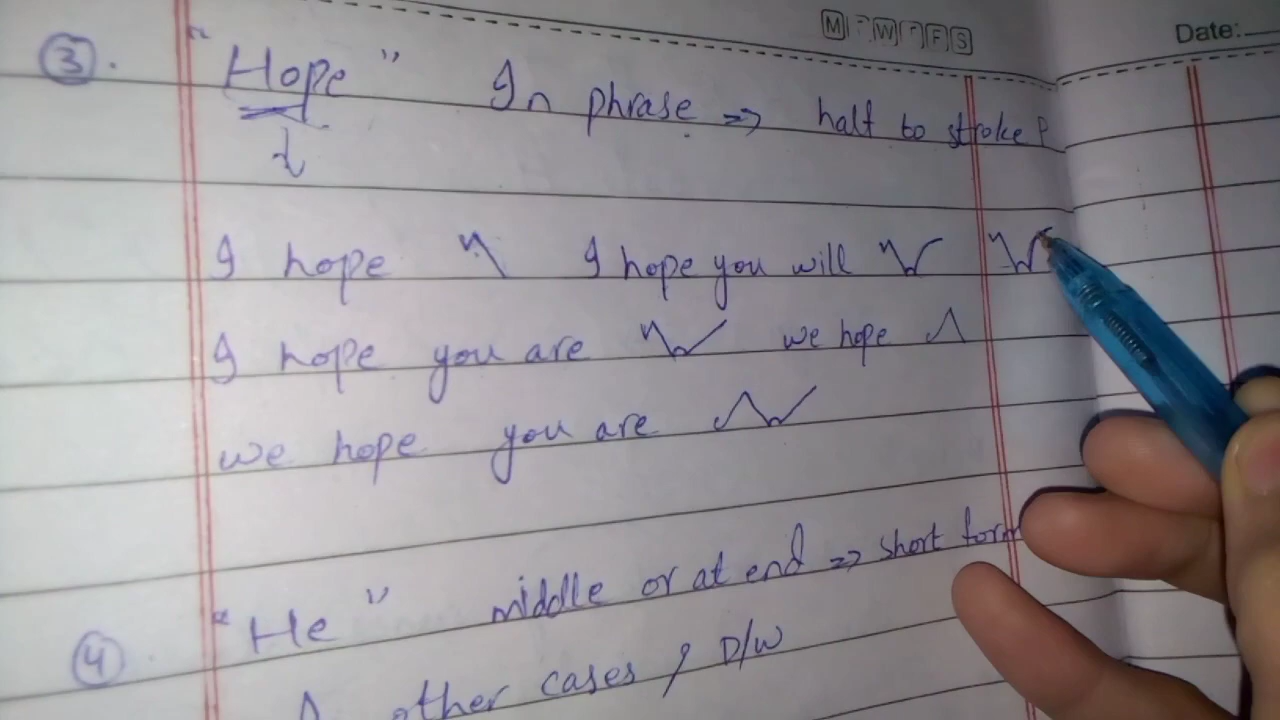 M T W T F S
Date:
③. "Hope" In phrase => half to stroke P
I hope I hope you will
I hope you are we hope
we hope you are
④. "He" middle or at end => short form
other cases, D/W